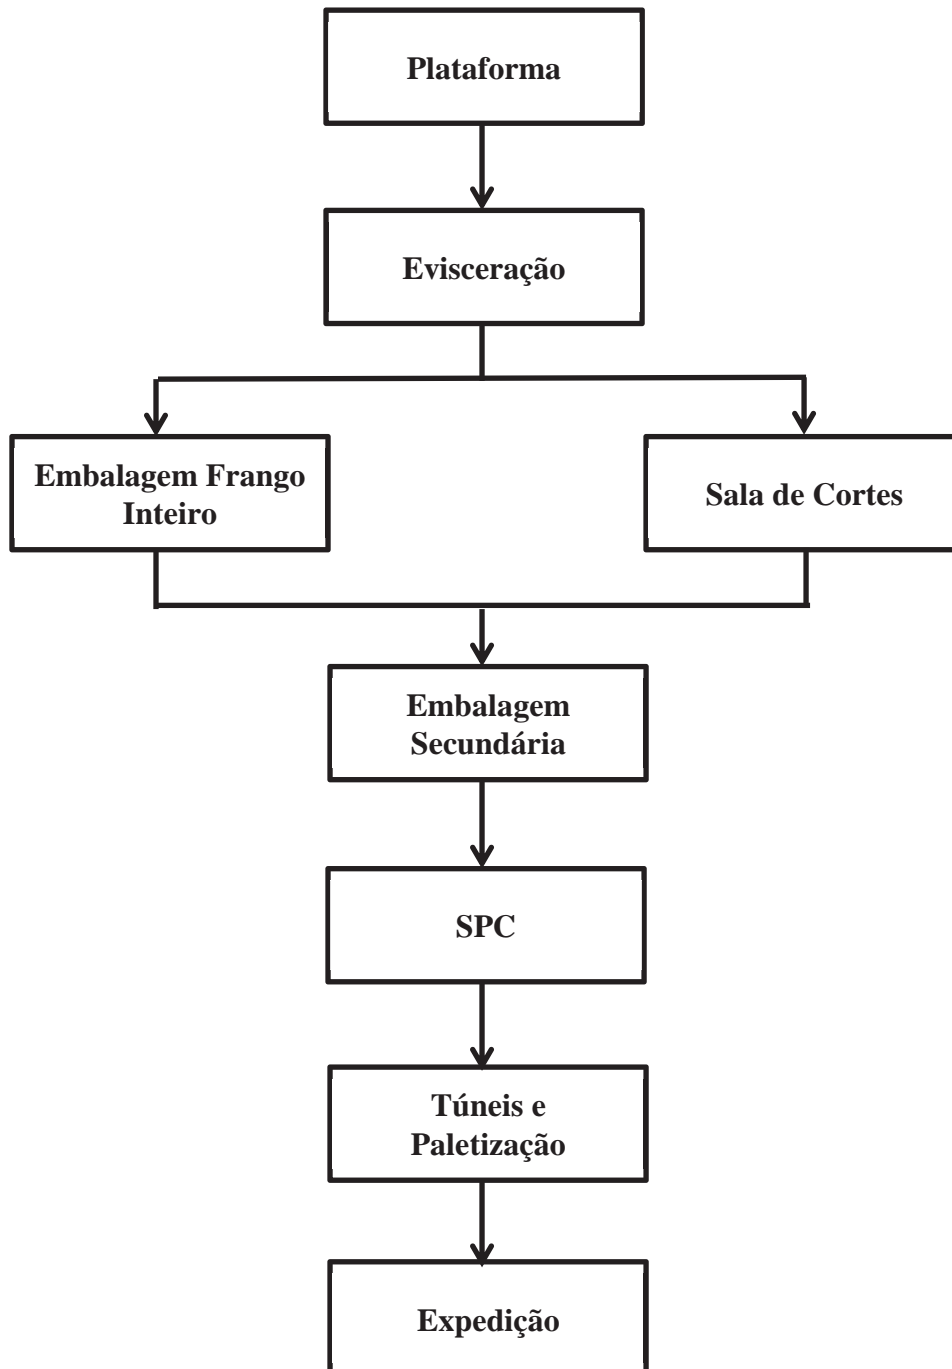 Plataforma
Evisceração
Embalagem Frango
Inteiro
Sala de Cortes
Embalagem
Secundária
SPC
Túneis e
Paletização
Expedição